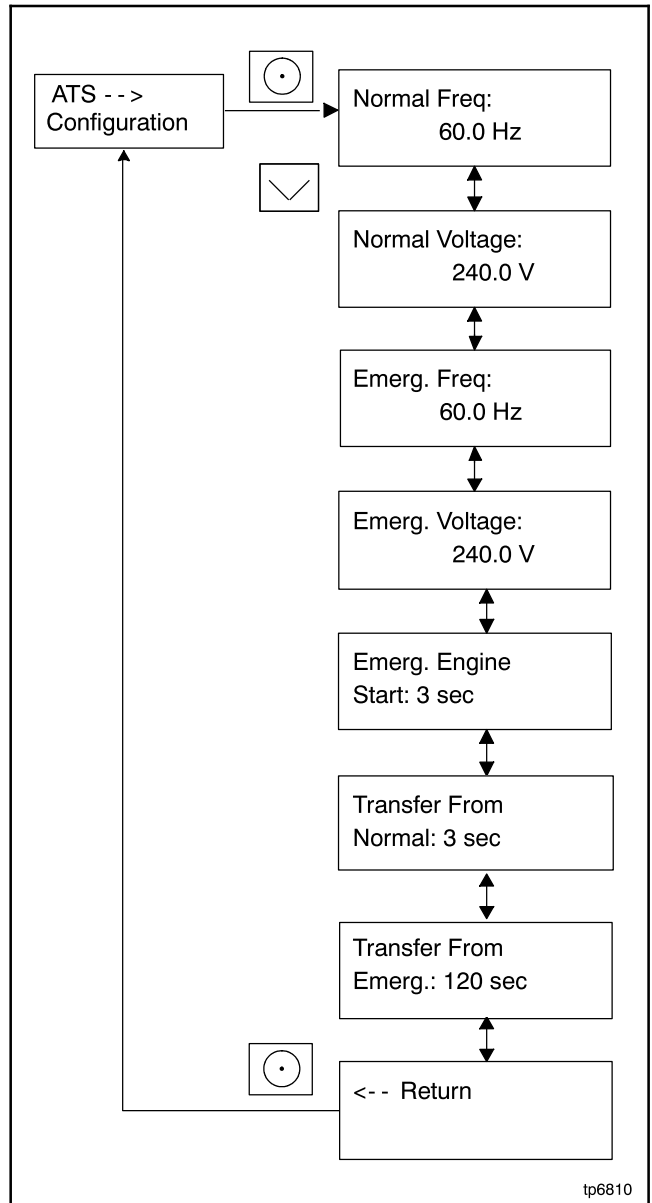 ATS - - >
Configuration
Normal Freq:
60.0 Hz
Normal Voltage:
240.0 V
Emerg. Freq:
60.0 Hz
Emerg. Voltage:
240.0 V
Emerg. Engine
Start: 3 sec
Transfer From
Normal: 3 sec
Transfer From
Emerg.: 120 sec
<- - Return
tp6810